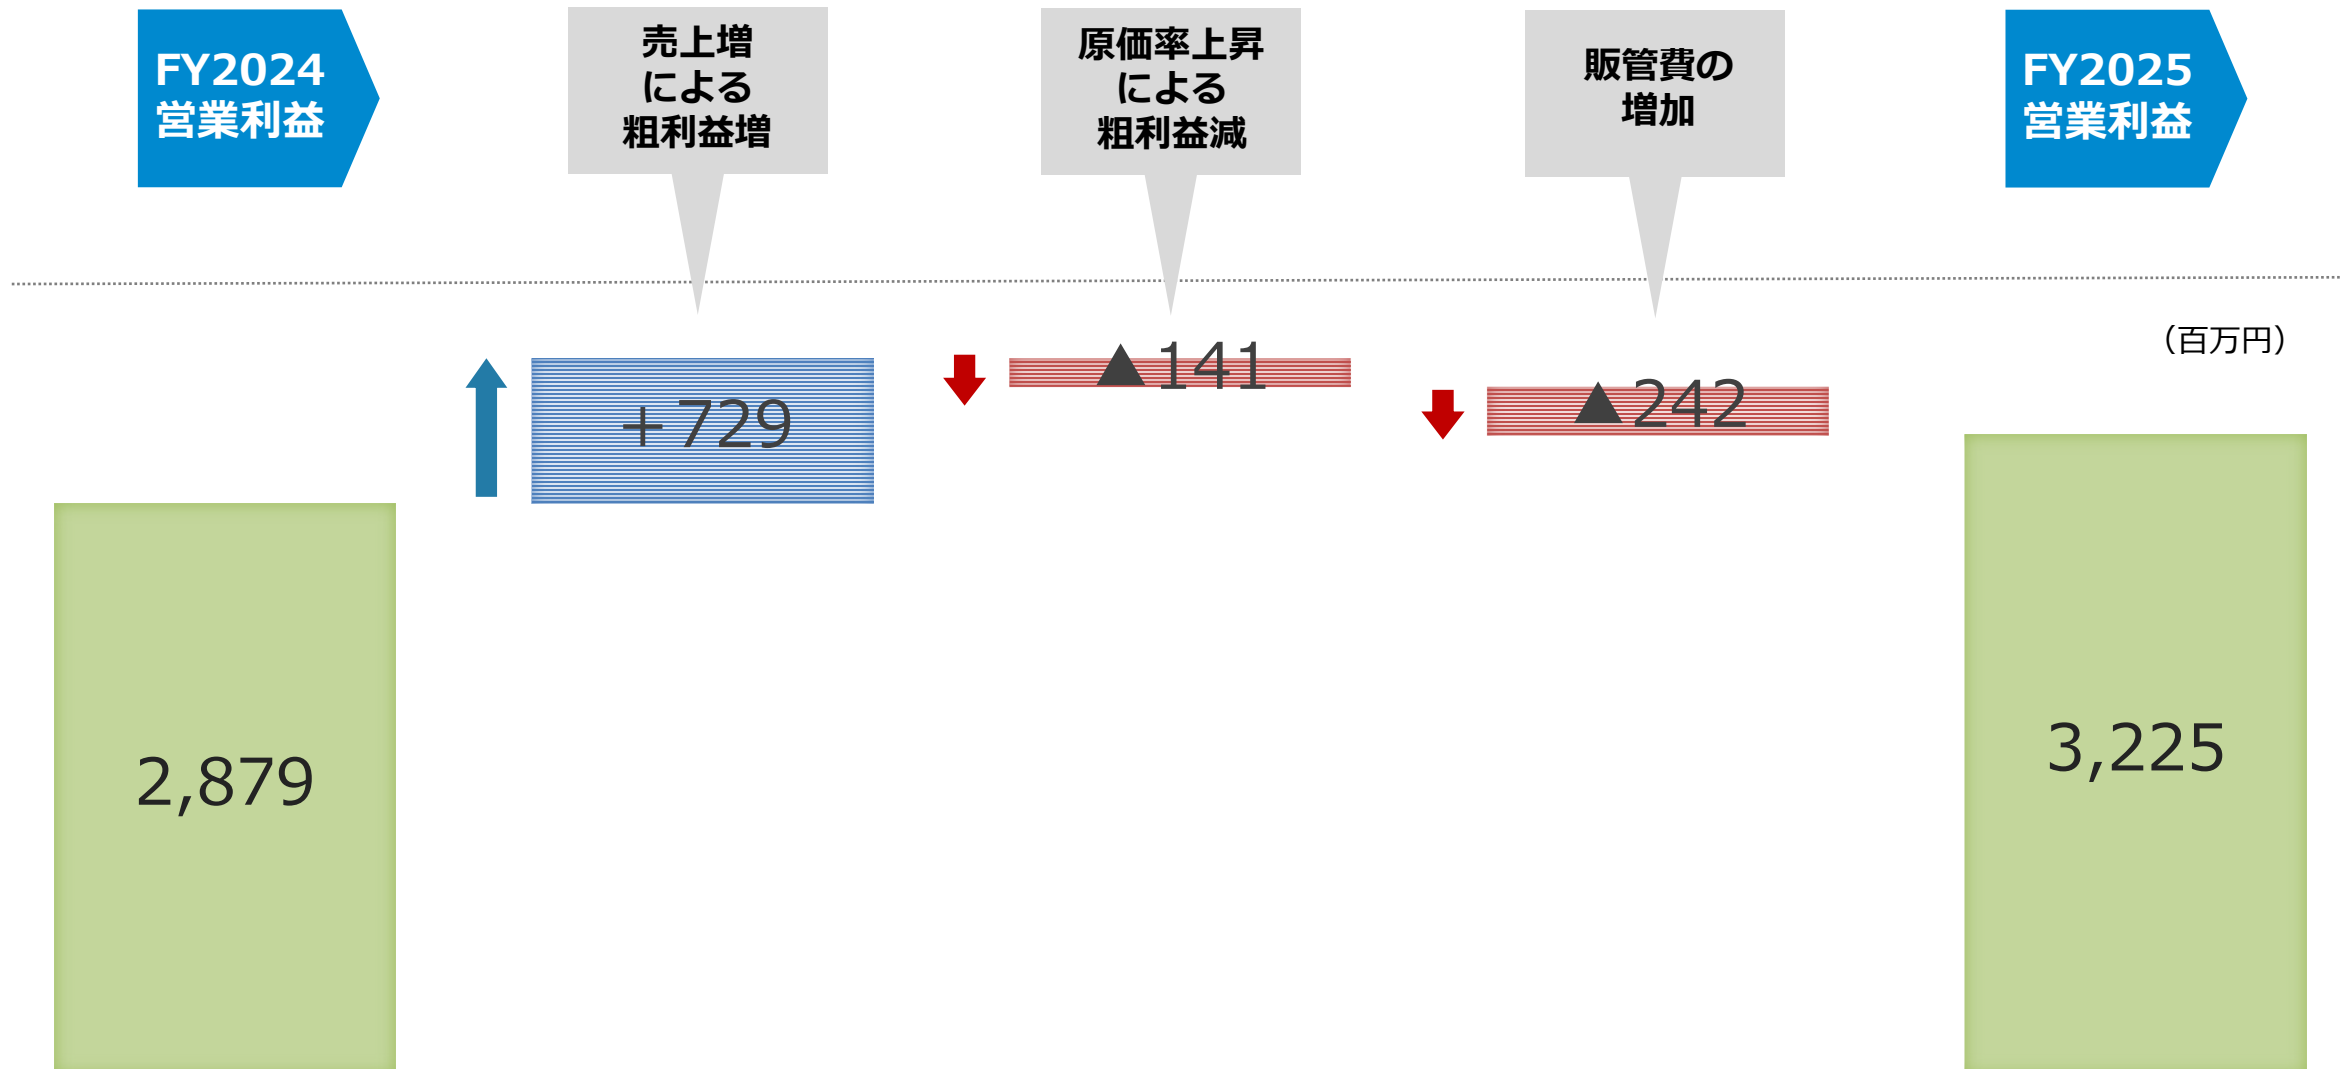 FY2024
営業利益
売上増
による
粗利益増
原価率上昇
による
粗利益減
販管費の
増加
FY2025
営業利益
（百万円）
2,879
＋729
▲141
▲242
3,225